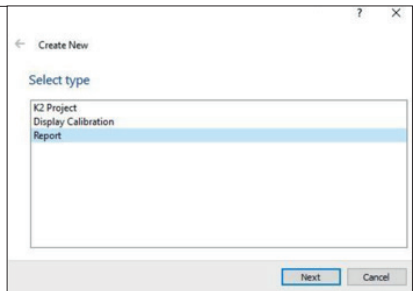 ?
Create New
Select type
K2 Project
Display Calibration
Report
Next Cancel